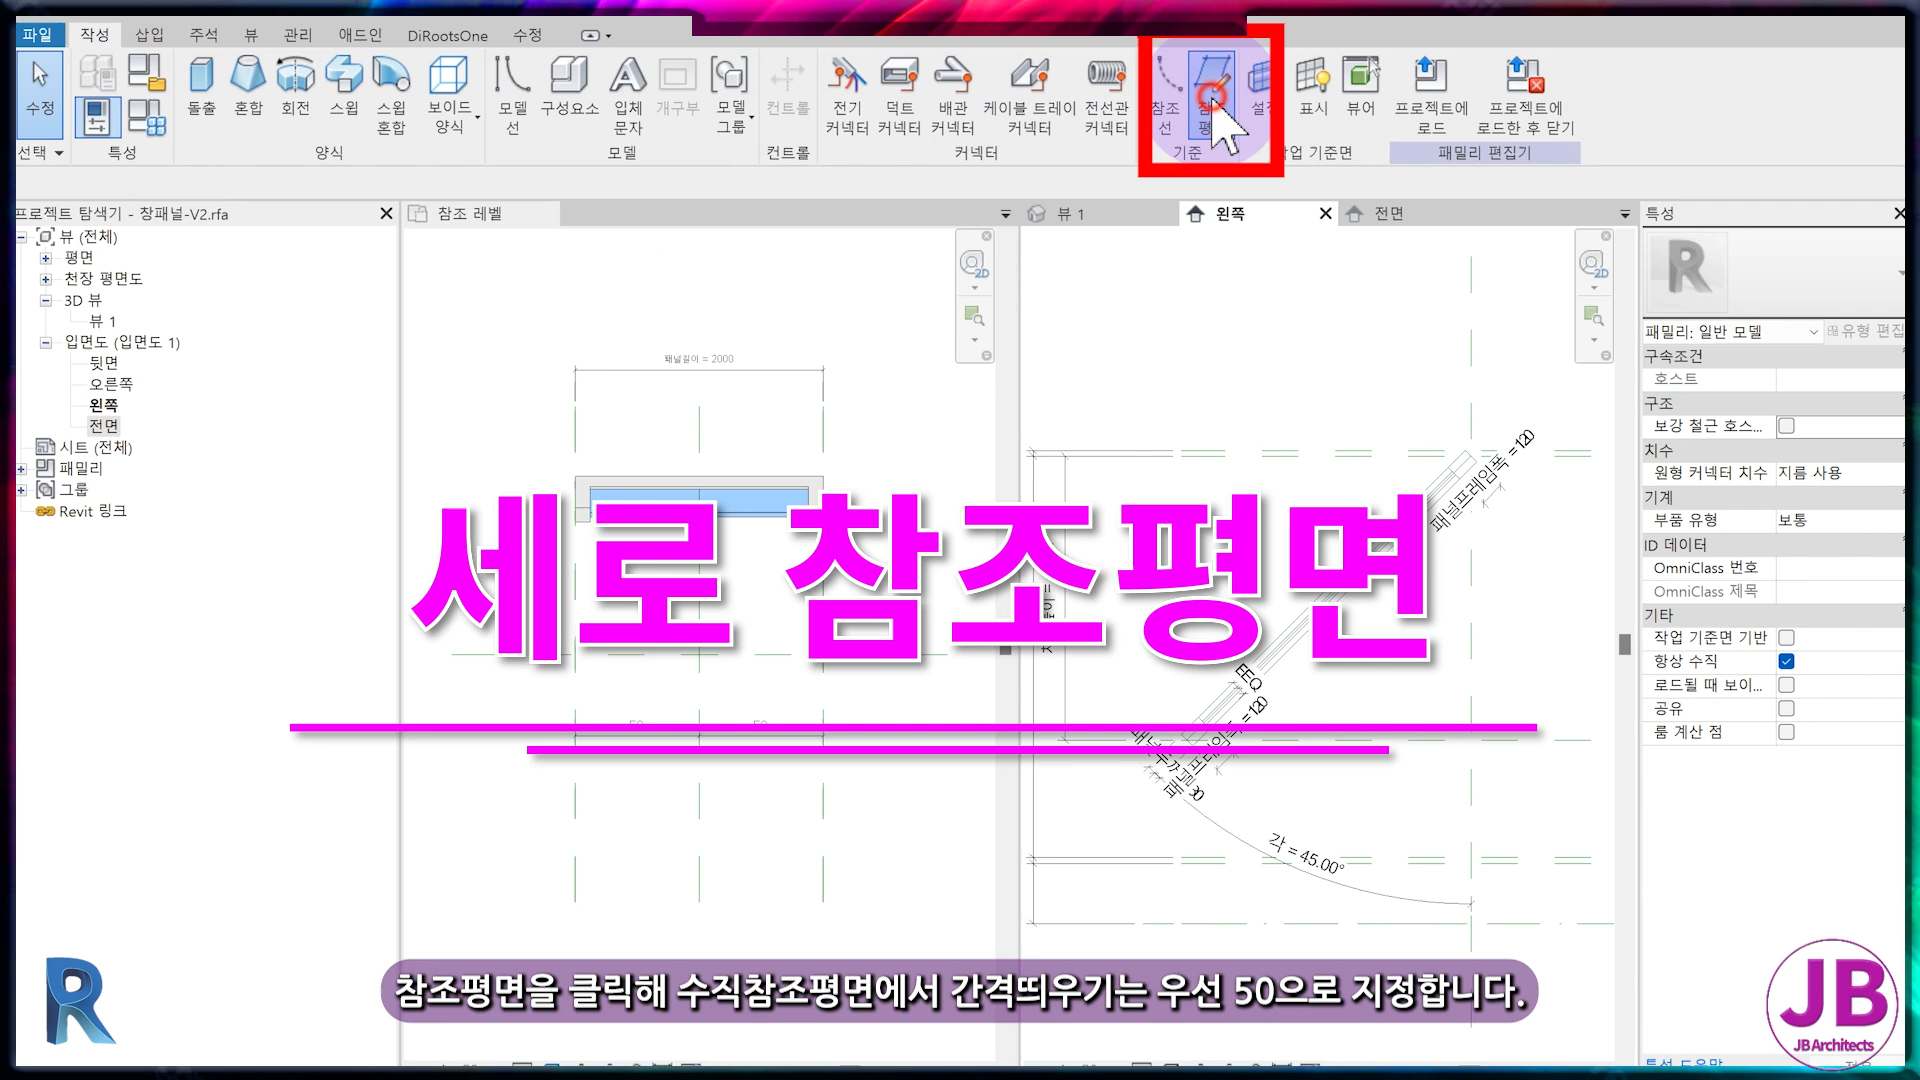 파일 작성 삽입 주석 뷰 관리 애드인 DiRootsOne 수정
수정
돌출 혼합 회전 스윕 스윕 혼합 보이드 양식
모델 선 구성요소 입체 문자 개구부 모델 그룹
컨트롤
전기 커넥터 덕트 커넥터 배관 커넥터 케이블 트레이 커넥터 전선관 커넥터
참조 선
표시 뷰어 프로젝트에 로드 프로젝트에 로드한 후 닫기
선택 특성 양식 모델 컨트롤 커넥터 기준 기준면 패밀리 편집기
프로젝트 탐색기 - 창패널-V2.rfa
뷰 (전체)
평면
천장 평면도
3D 뷰
뷰 1
입면도 (입면도 1)
뒷면
오른쪽
왼쪽
전면
시트 (전체)
패밀리
그룹
Revit 링크
참조 레벨
뷰 1
왼쪽
전면
2D
2D
패널길이 = 2000
패널프레임폭 = 120
EEQ
= 120
30
각 = 45.00°
특성
R
패밀리: 일반 모델
유형 편집
구속조건
호스트
구조
보강 철근 호스...
치수
원형 커넥터 치수 지름 사용
기계
부품 유형 보통
ID 데이터
OmniClass 번호
OmniClass 제목
기타
작업 기준면 기반
항상 수직
로드될 때 보이...
공유
룸 계산 점
세로 참조평면
참조평면을 클릭해 수직참조평면에서 간격띄우기는 우선 50으로 지정합니다.
R
JB
JB Architects